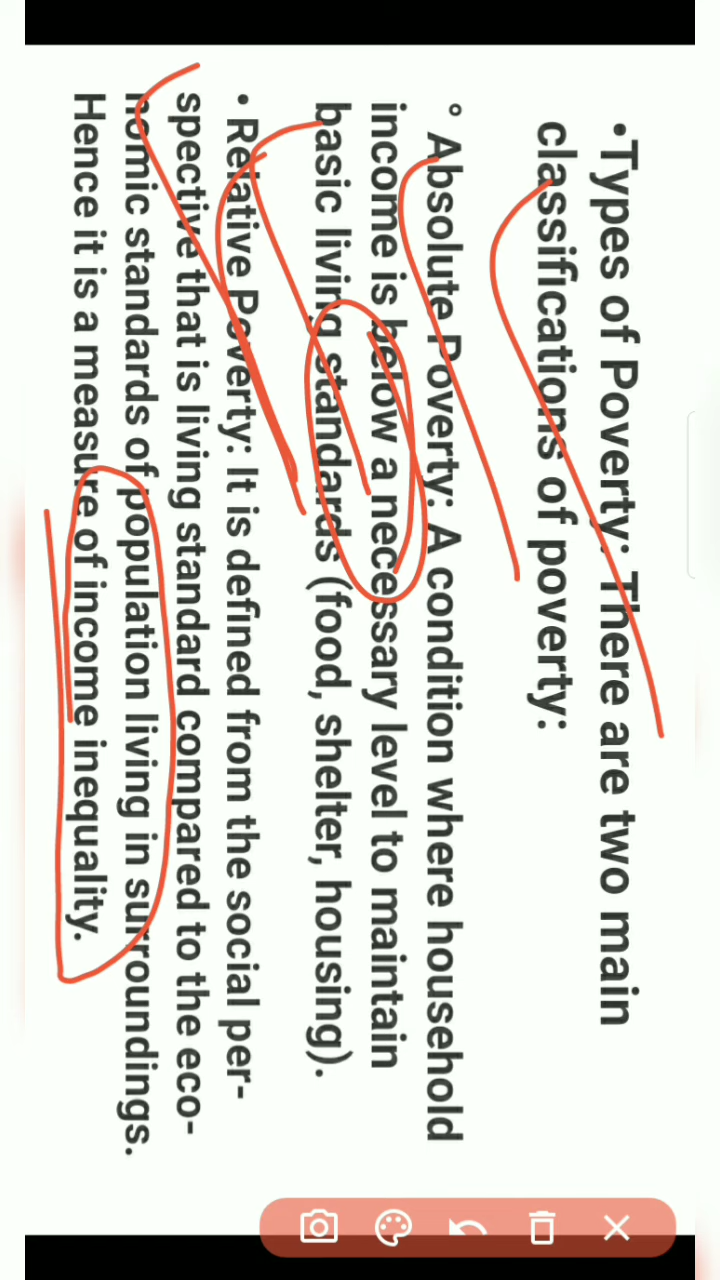 •Types of Poverty: There are two main
classifications of poverty:
° Absolute Poverty: A condition where household
income is below a necessary level to maintain
basic living standards (food, shelter, housing).
• Relative Poverty: It is defined from the social per-
spective that is living standard compared to the eco-
nomic standards of population living in surroundings.
Hence it is a measure of income inequality.